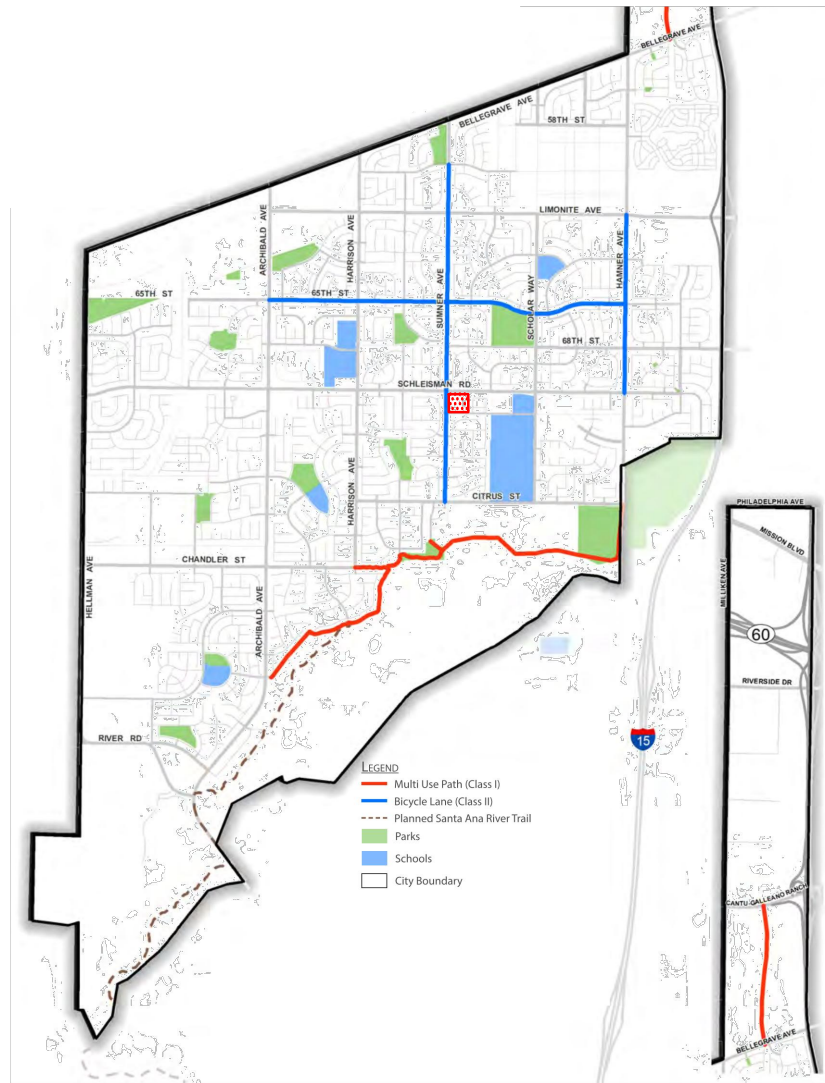 BELLEGRAVE AVE
BELLEGRAVE AVE
58TH ST
LIMONITE AVE
ARCHIBALD AVE
HARRISON AVE
SUMNER AVE
SCHOLAR WAY
HAMNER AVE
65TH ST
65TH ST
68TH ST
SCHLEISMAN RD
HARRISON AVE
CITRUS ST
CHANDLER ST
HELLMAN AVE
ARCHIBALD AVE
RIVER RD
PHILADELPHIA AVE
MISSION BLVD
MILLIKEN AVE
60
RIVERSIDE DR
15
LEGEND
Multi Use Path (Class I)
Bicycle Lane (Class II)
Planned Santa Ana River Trail
Parks
Schools
City Boundary
CANTU-GALLEANO RANCH
BELLEGRAVE AVE